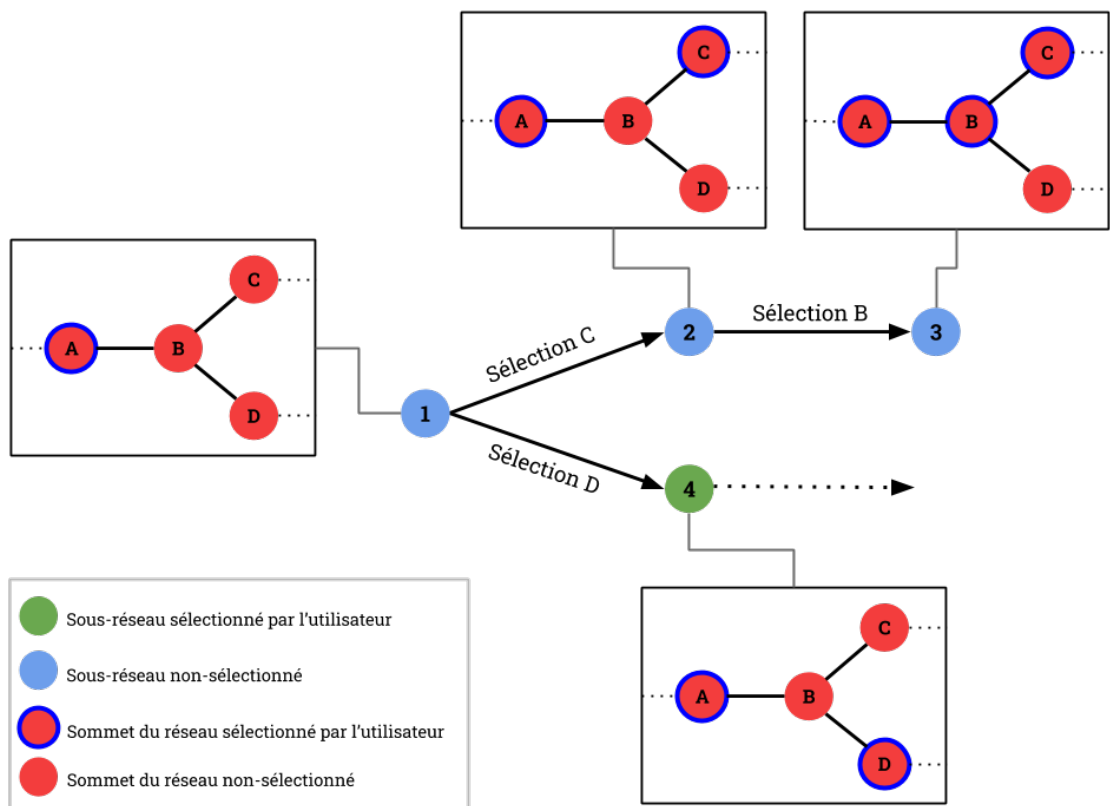 C
A
B
D
C
A
B
D
C
A
B
D
Sélection C
2
Sélection B
3
1
Sélection D
4
C
A
B
D
Sous-réseau sélectionné par l'utilisateur
Sous-réseau non-sélectionné
Sommet du réseau sélectionné par l'utilisateur
Sommet du réseau non-sélectionné